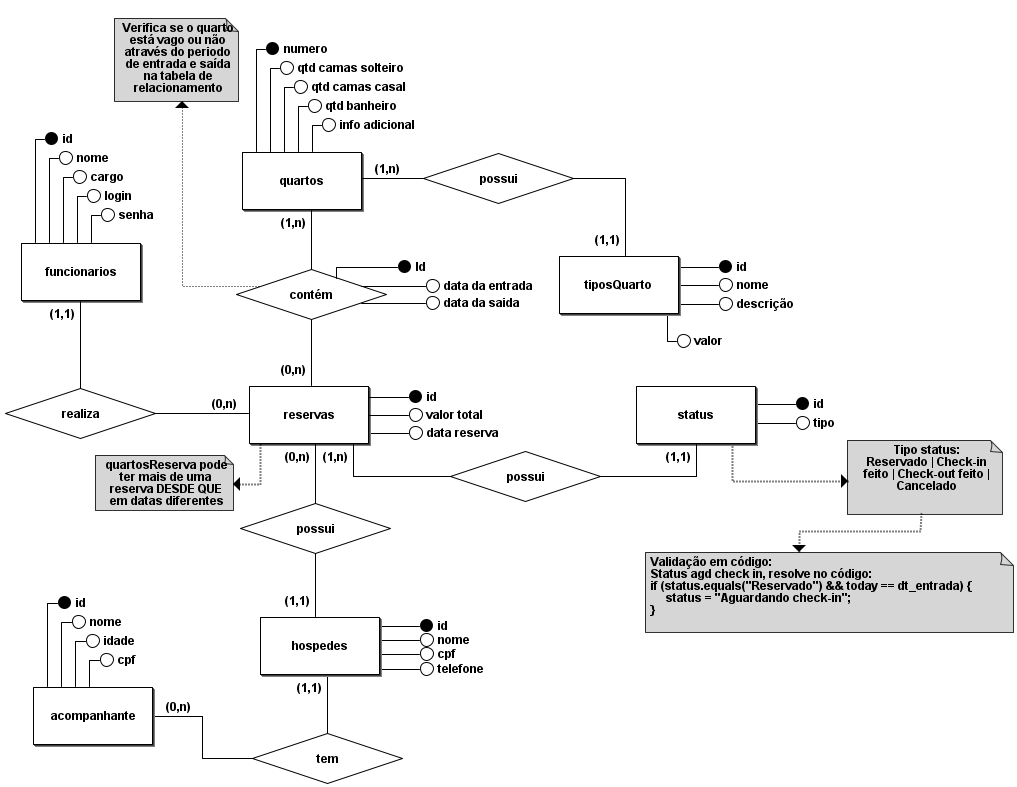 Verifica se o quarto
está vago ou não
através do periodo
de entrada e saída
na tabela de
relacionamento
numero
qtd camas solteiro
qtd camas casal
qtd banheiro
info adicional
quartos
(1,n)
possui
(1,1)
(1,n)
id
nome
cargo
login
senha
funcionarios
(1,1)
tiposQuarto
id
nome
descrição
valor
contém
Id
data da entrada
data da saida
(0,n)
realiza
(0,n)
reservas
id
valor total
data reserva
(0,n)
(1,n)
status
id
tipo
(1,1)
possui
Tipo status:
Reservado | Check-in
feito | Check-out feito |
Cancelado
quartosReserva pode
ter mais de uma
reserva DESDE QUE
em datas diferentes
possui
(1,1)
Validação em código:
Status agd check in, resolve no código:
if (status.equals("Reservado") && today == dt_entrada) {
status = "Aguardando check-in";
}
hospedes
id
nome
cpf
telefone
(1,1)
id
nome
idade
cpf
acompanhante
(0,n)
tem